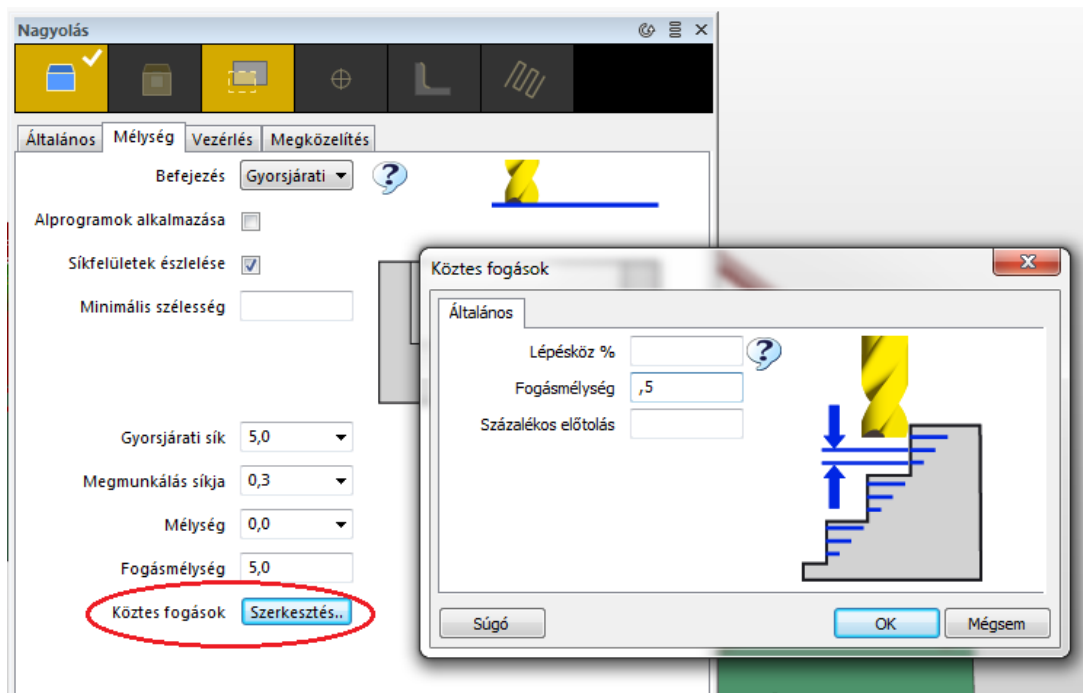 Nagyolás
Általános Mélység Vezérlés Megközelítés
Befejezés Gyorsjárati
Alprogramok alkalmazása
Síkfelületek észlelése
Minimális szélesség
Gyorsjárati sík 5,0
Megmunkálás síkja 0,3
Mélység 0,0
Fogásmélység 5,0
Köztes fogások Szerkesztés..
Köztes fogások
Általános
Lépésköz %
Fogásmélység ,5
Százalékos előtolás
Súgó OK Mégsem